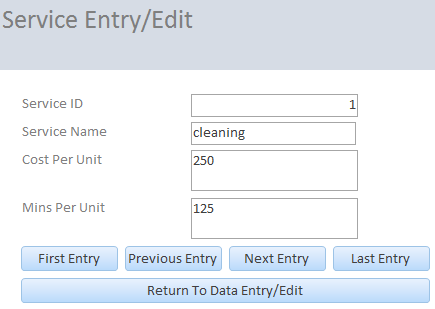 Service Entry/Edit
Service ID 1
Service Name cleaning
Cost Per Unit 250
Mins Per Unit 125
First Entry Previous Entry Next Entry Last Entry
Return To Data Entry/Edit